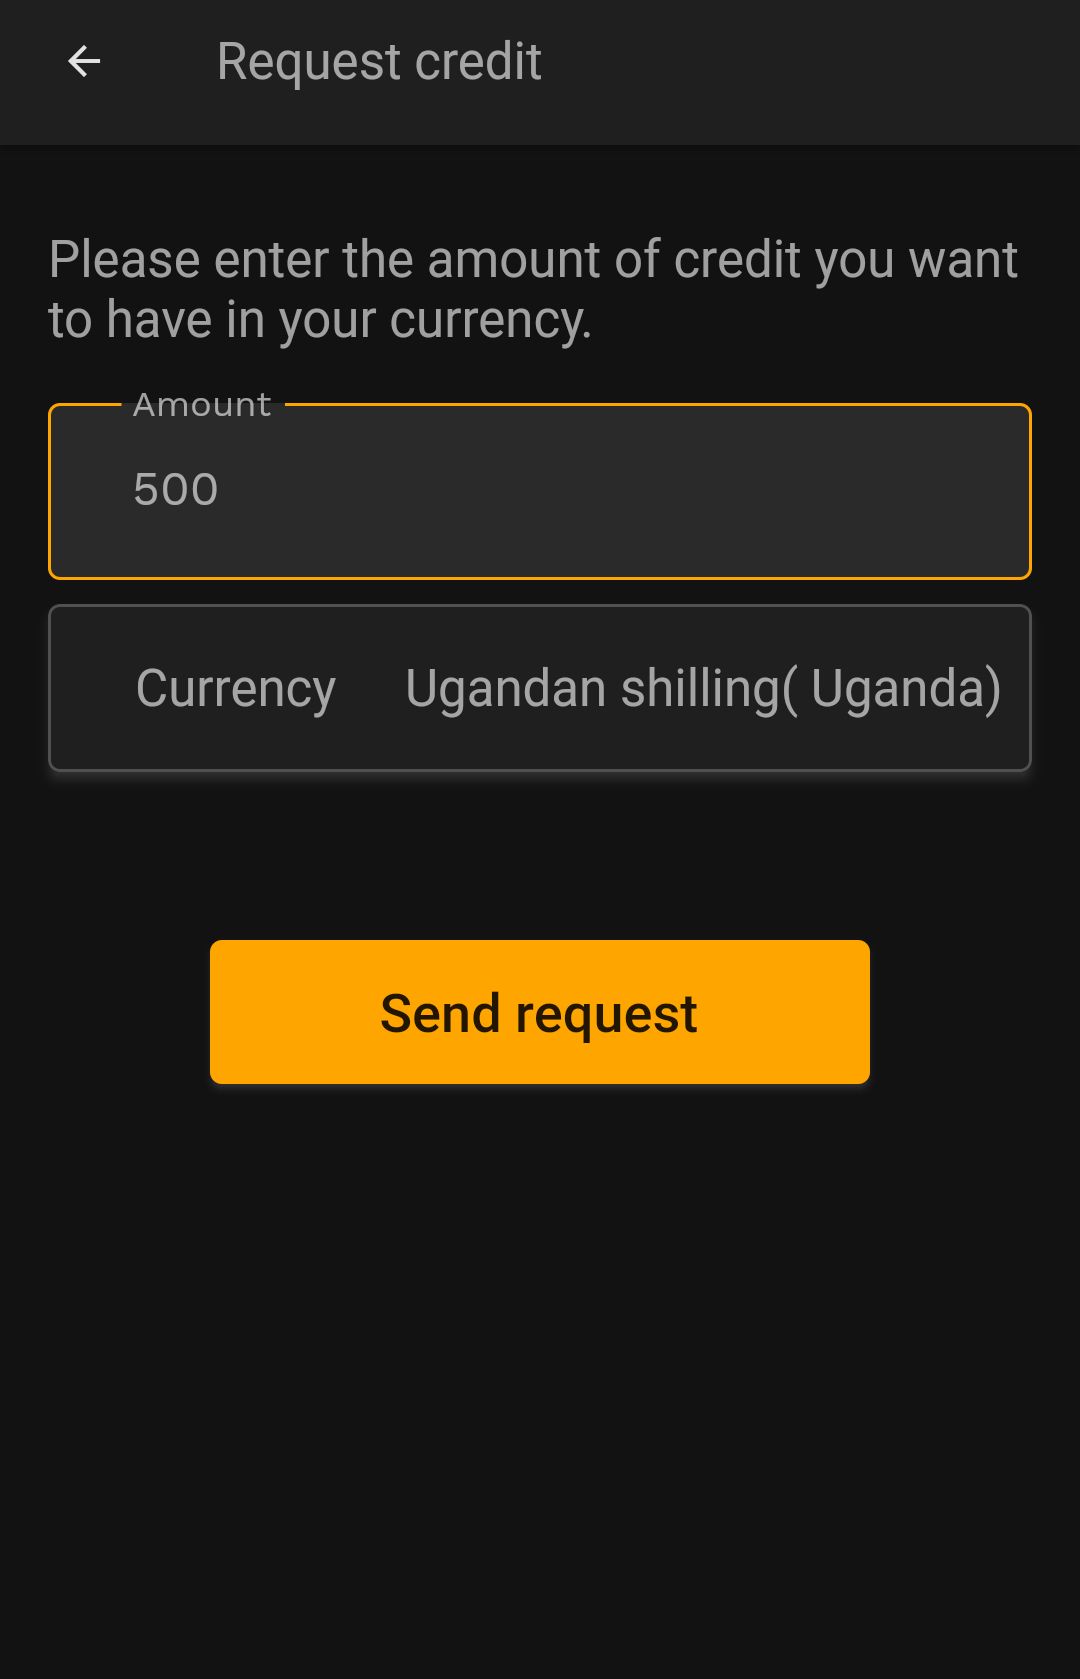 Request credit
Please enter the amount of credit you want
to have in your currency.
Amount
500
Currency Ugandan shilling( Uganda)
Send request